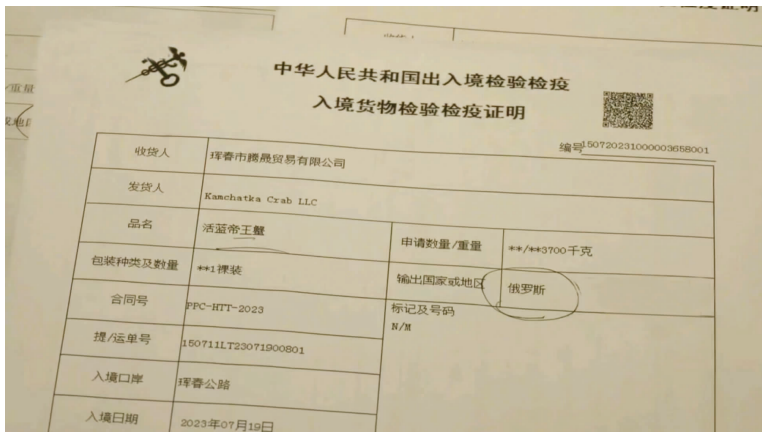 中华人民共和国出入境检验检疫
入境货物检验检疫证明
编号150720231000003658001
收货人 珲春市腾晟贸易有限公司
发货人 Kamchatka Crab LLC
品名 活蓝帝王蟹 申请数量/重量 **/**3700千克
包装种类及数量 **1裸装 输出国家或地区 俄罗斯
合同号 PPC-HTT-2023 标记及号码
N/M
提/运单号 150711LT23071900801
入境口岸 珲春公路
入境日期 2023年07月19日